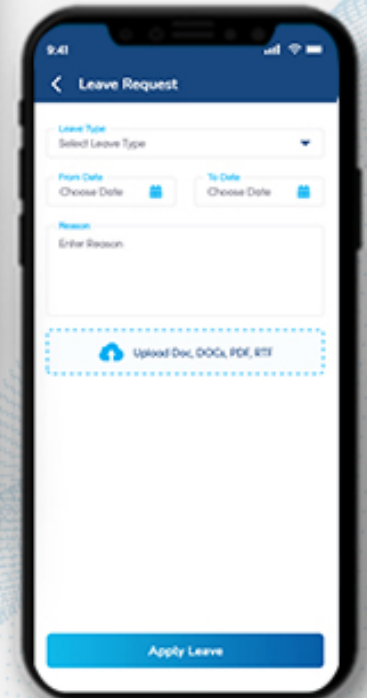 9:41
Leave Request
Leave Type
Select Leave Type
From Date
To Date
Choose Date
Choose Date
Reason
Enter Reason
Upload Doc, DOCs, PDF, RTF
Apply Leave